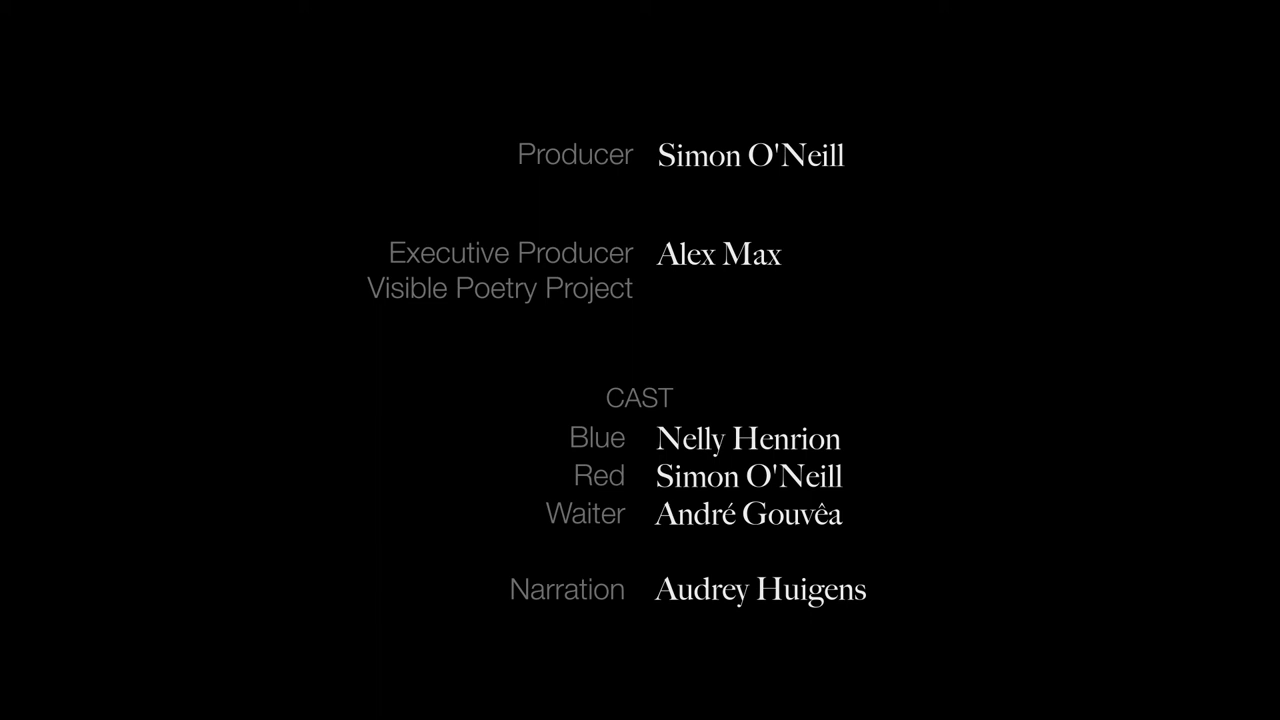 Producer Simon O'Neill
Executive Producer Alex Max
Visible Poetry Project
CAST
Blue Nelly Henrion
Red Simon O'Neill
Waiter André Gouvêa
Narration Audrey Huigens